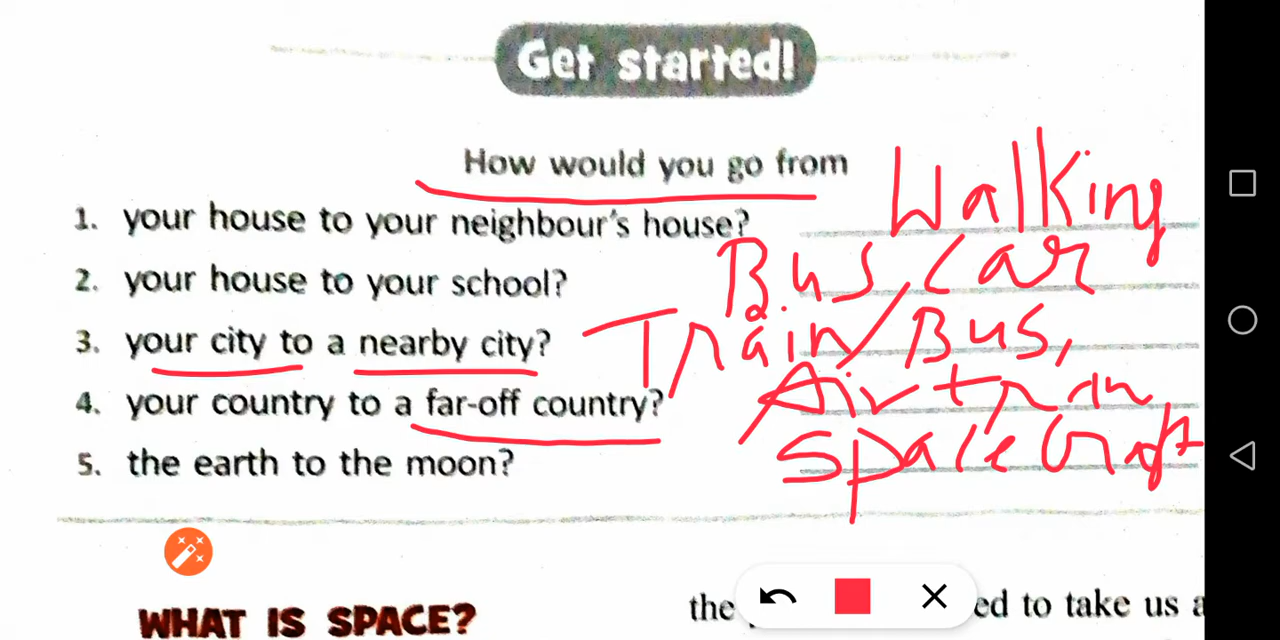 Get started!
How would you go from
Walking
1. your house to your neighbour's house?
Bus, Car
2. your house to your school?
3. your city to a nearby city?
Train/Bus,
4. your country to a far-off country?
5. the earth to the moon?
Spacecraft
WHAT IS SPACE?
the
ed to take us a